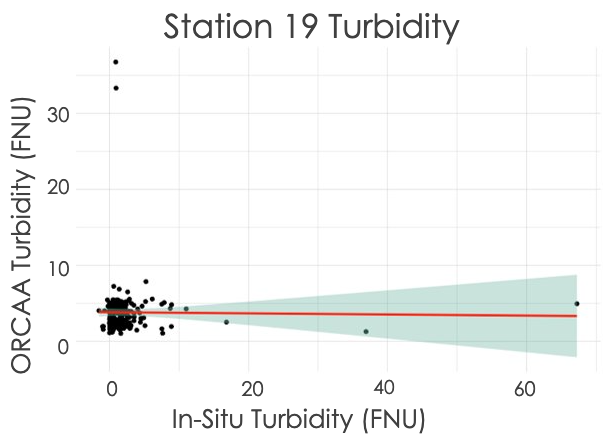 Station 19 Turbidity
ORCAA Turbidity (FNU)
30
20
10
0
0 20 40 60
In-Situ Turbidity (FNU)